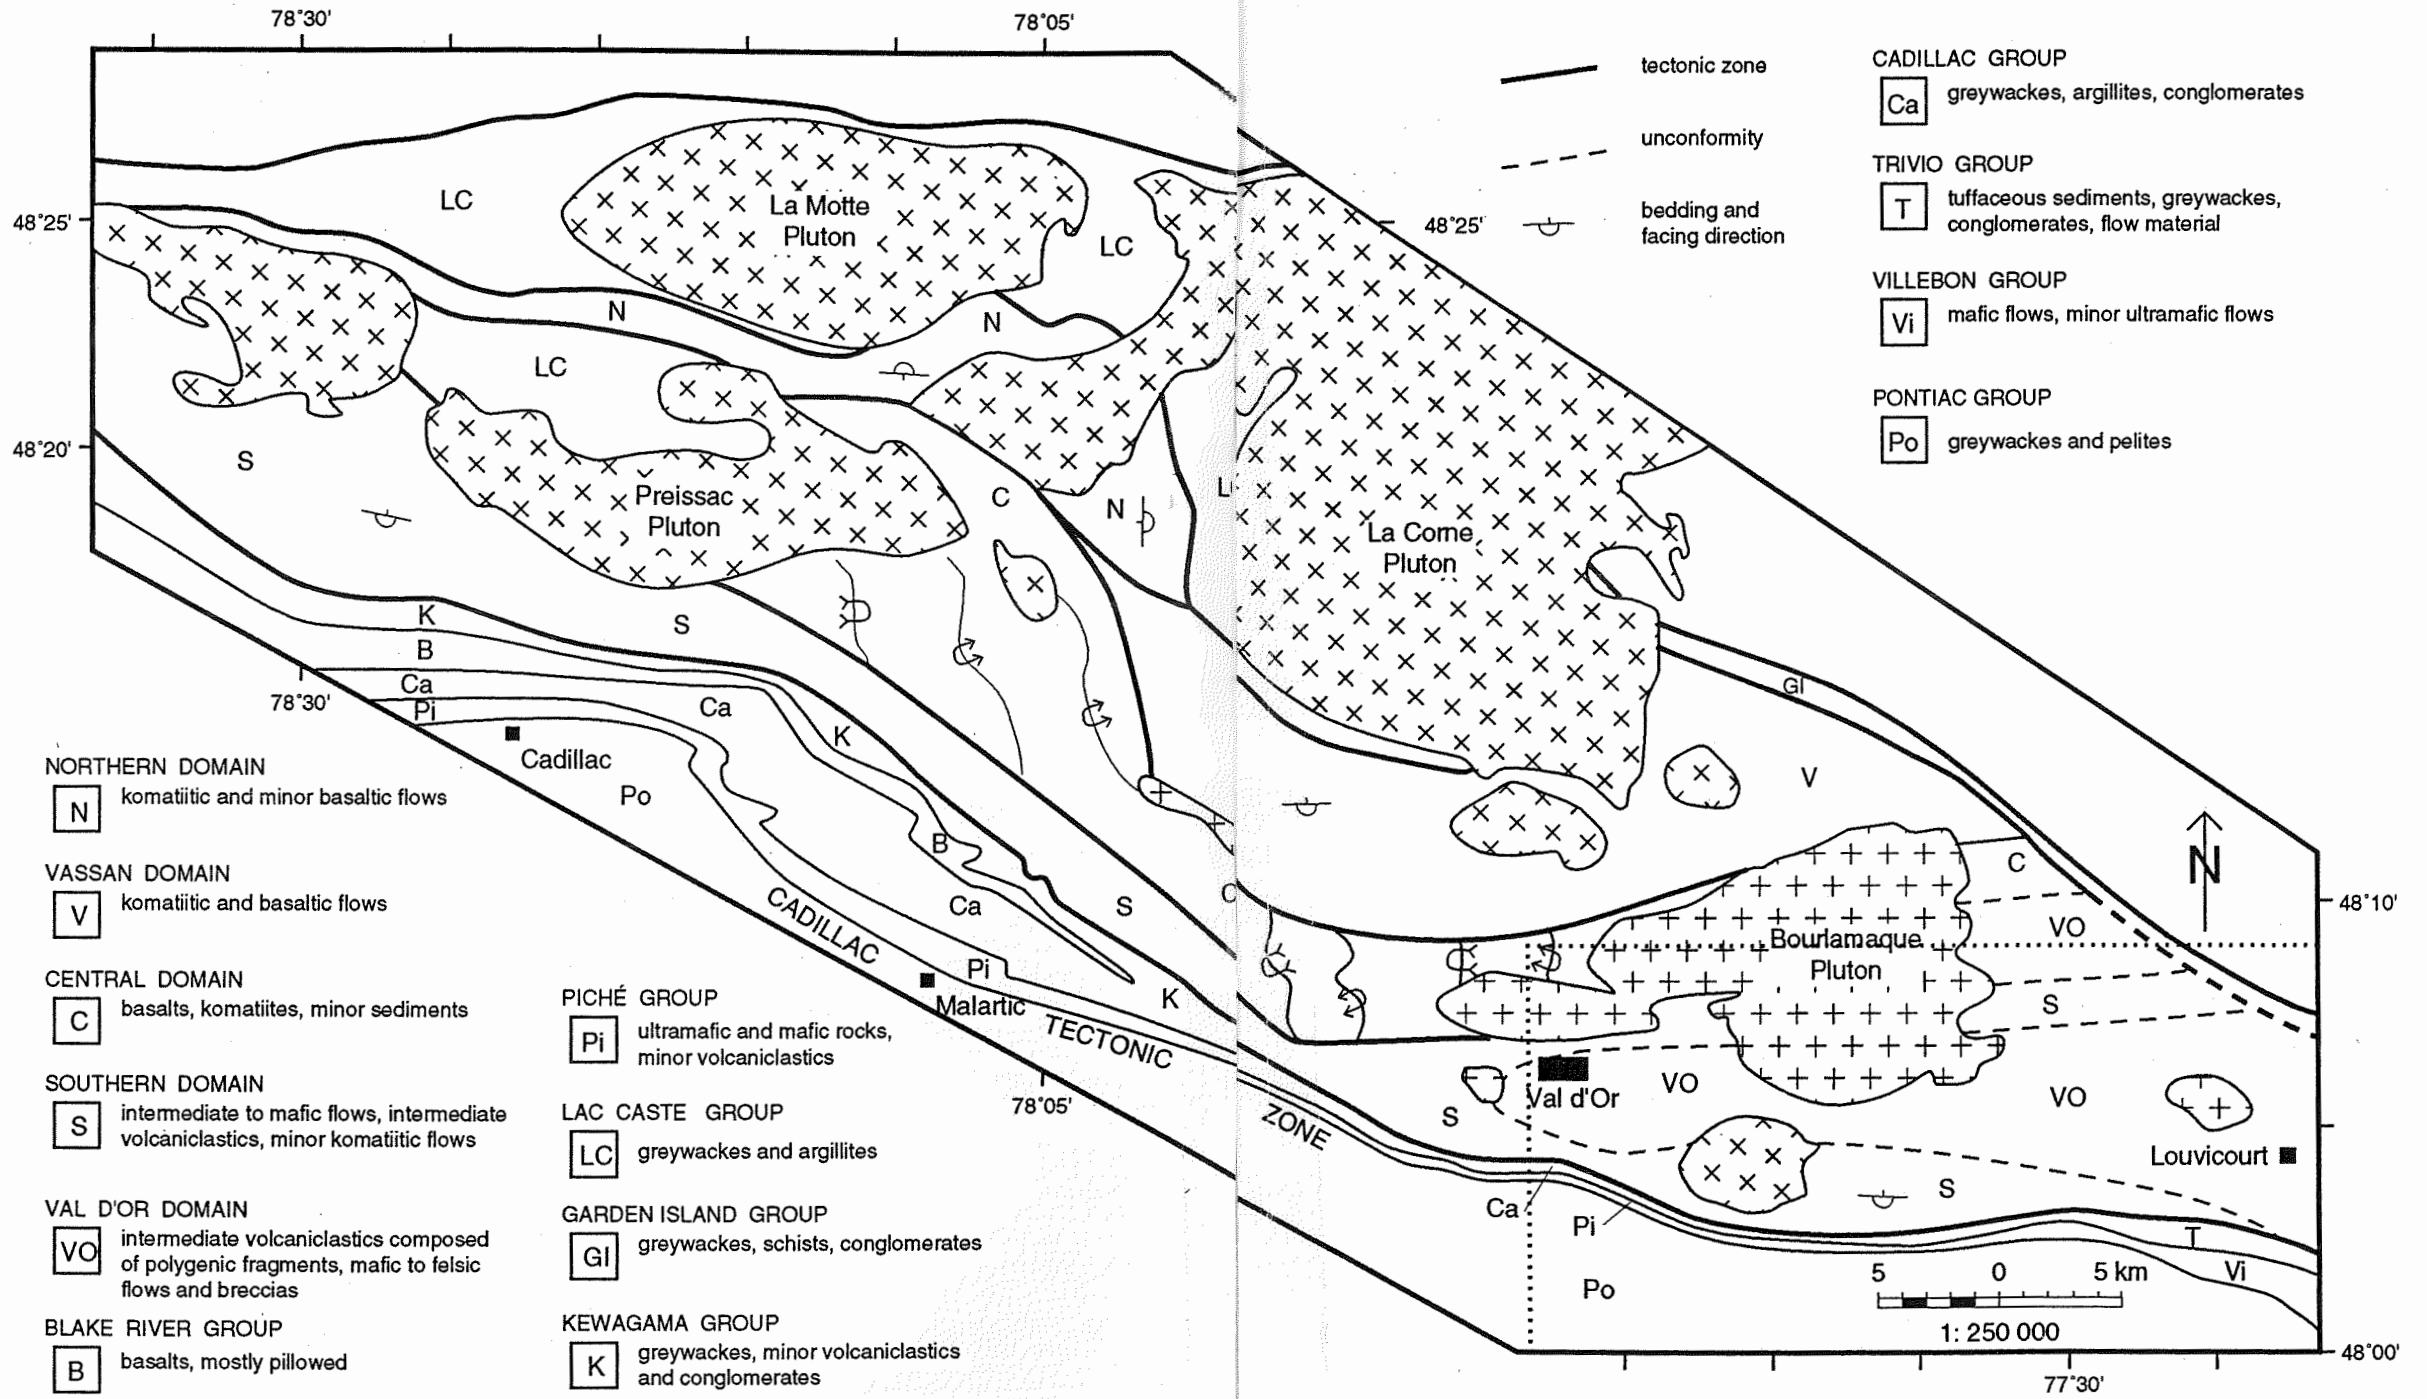 78°30'
78°05'
48°25'
48°20'
LC
La Motte
Pluton
LC
N
N
LC
S
Preissac
Pluton
C
N
La Corne
Pluton
K
B
Ca
Pi
S
Ca
K
78°30'
Cadillac
Po
GI
V
B
Ca
S
C
C
VO
Bourlamaque
Pluton
S
CADILLAC
TECTONIC
ZONE
Pi
Malartic
K
78°05'
S
Val d'Or
VO
VO
Louvicourt
S
Ca
Pi
Po
T
Vi
N
48°25'
48°10'
48°00'
77°30'
5 0 5 km
1: 250 000
tectonic zone
unconformity
bedding and
facing direction
CADILLAC GROUP
Ca greywackes, argillites, conglomerates
TRIVIO GROUP
T tuffaceous sediments, greywackes,
conglomerates, flow material
VILLEBON GROUP
Vi mafic flows, minor ultramafic flows
PONTIAC GROUP
Po greywackes and pelites
NORTHERN DOMAIN
N komatiitic and minor basaltic flows
VASSAN DOMAIN
V komatiitic and basaltic flows
CENTRAL DOMAIN
C basalts, komatiites, minor sediments
SOUTHERN DOMAIN
S intermediate to mafic flows, intermediate
volcaniclastics, minor komatiitic flows
VAL D'OR DOMAIN
VO intermediate volcaniclastics composed
of polygenic fragments, mafic to felsic
flows and breccias
BLAKE RIVER GROUP
B basalts, mostly pillowed
PICHÉ GROUP
Pi ultramafic and mafic rocks,
minor volcaniclastics
LAC CASTE GROUP
LC greywackes and argillites
GARDEN ISLAND GROUP
GI greywackes, schists, conglomerates
KEWAGAMA GROUP
K greywackes, minor volcaniclastics
and conglomerates